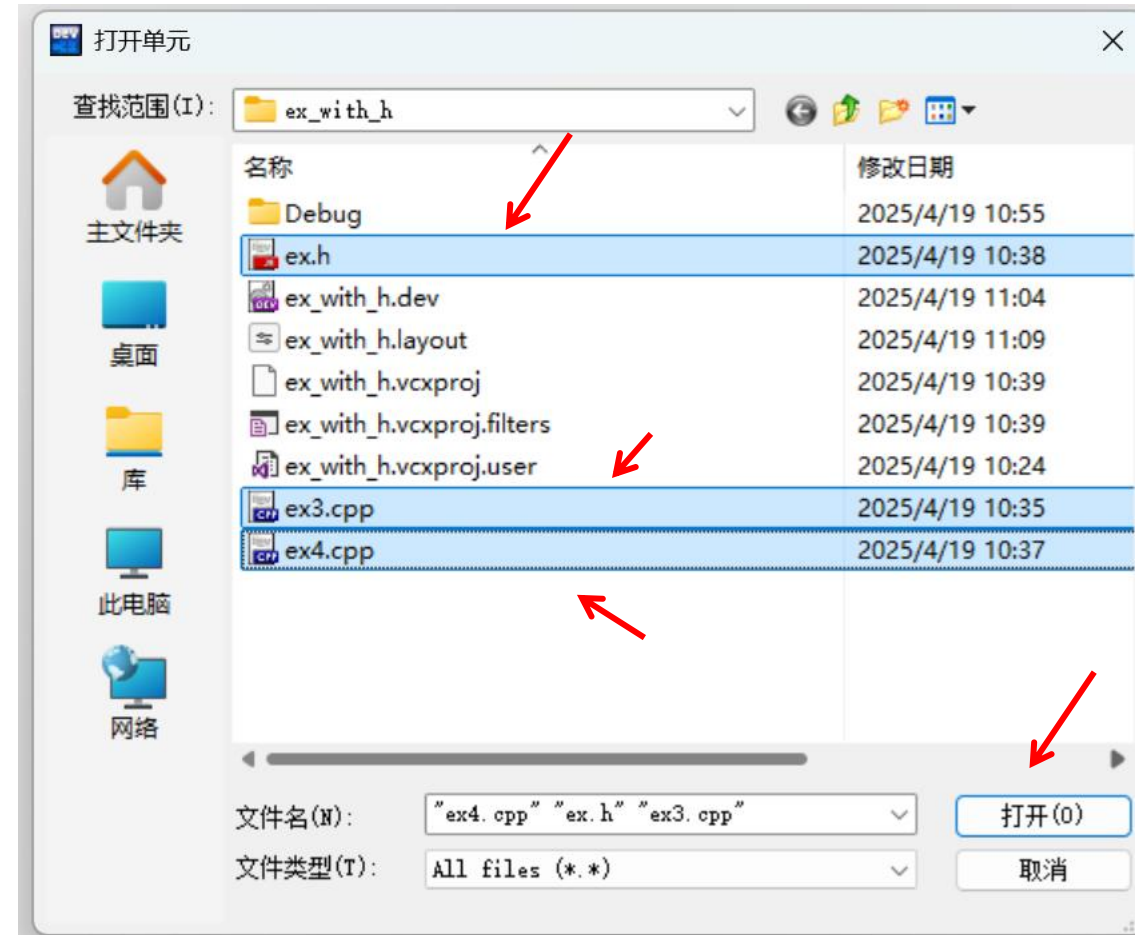 打开单元
查找范围(I):
ex_with_h
名称
修改日期
Debug
2025/4/19 10:55
ex.h
2025/4/19 10:38
ex_with_h.dev
2025/4/19 11:04
ex_with_h.layout
2025/4/19 11:09
ex_with_h.vcxproj
2025/4/19 10:39
ex_with_h.vcxproj.filters
2025/4/19 10:39
ex_with_h.vcxproj.user
2025/4/19 10:24
ex3.cpp
2025/4/19 10:35
ex4.cpp
2025/4/19 10:37
主文件夹
桌面
库
此电脑
网络
文件名(N):
"ex4.cpp" "ex.h" "ex3.cpp"
打开(O)
文件类型(T):
All files (*.*)
取消